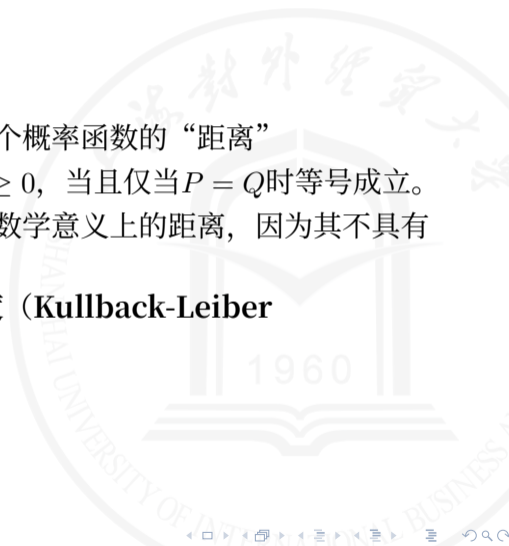 个概率函数的“距离”
≥ 0，当且仅当P = Q时等号成立。
数学意义上的距离，因为其不具有
（Kullback-Leiber
1960